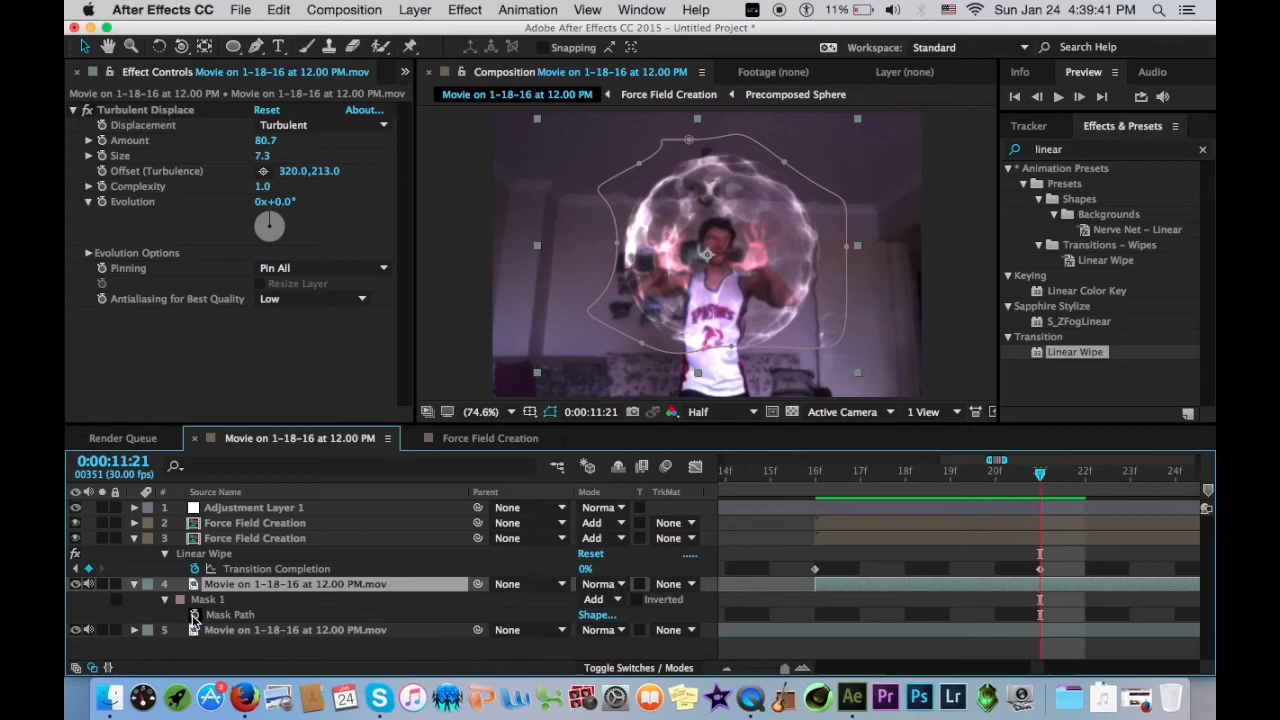 After Effects CC File Edit Composition Layer Effect Animation View Window Help 11% Sun Jan 24 4:39:41 PM
Adobe After Effects CC 2015 - Untitled Project *
Snapping Workspace: Standard Search Help
Effect Controls Movie on 1-18-16 at 12.00 PM.mov
Movie on 1-18-16 at 12.00 PM.mov • Movie on 1-18-16 at 12.00 PM.mov
fx Turbulent Displace Reset About...
Displacement Turbulent
Amount 80.7
Size 7.3
Offset (Turbulence) 320.0,213.0
Complexity 1.0
Evolution 0x+0.0°
Evolution Options
Pinning Pin All
Resize Layer
Antialiasing for Best Quality Low
Composition Movie on 1-18-16 at 12.00 PM Footage (none) Layer (none)
Movie on 1-18-16 at 12.00 PM Force Field Creation Precomposed Sphere
(74.6%) 0:00:11:21 Half Active Camera 1 View
Info Preview Audio
Tracker Effects & Presets
linear
* Animation Presets
Presets
Shapes
Backgrounds
Nerve Net – Linear
Transitions – Wipes
Linear Wipe
Keying
Linear Color Key
Sapphire Stylize
S_ZFogLinear
Transition
Linear Wipe
Render Queue Movie on 1-18-16 at 12.00 PM Force Field Creation
0:00:11:21
00351 (30.00 fps)
14f 15f 16f 17f 18f 19f 20f 22f 23f 24f
# Source Name Parent Mode T TrkMat
1 Adjustment Layer 1 None Norma
2 Force Field Creation None Add None
3 Force Field Creation None Add None
fx Linear Wipe Reset .....
Transition Completion 0%
4 Movie on 1-18-16 at 12.00 PM.mov None Norma None
Mask 1 Add Inverted
Mask Path Shape...
5 Movie on 1-18-16 at 12.00 PM.mov None Norma None
Toggle Switches / Modes